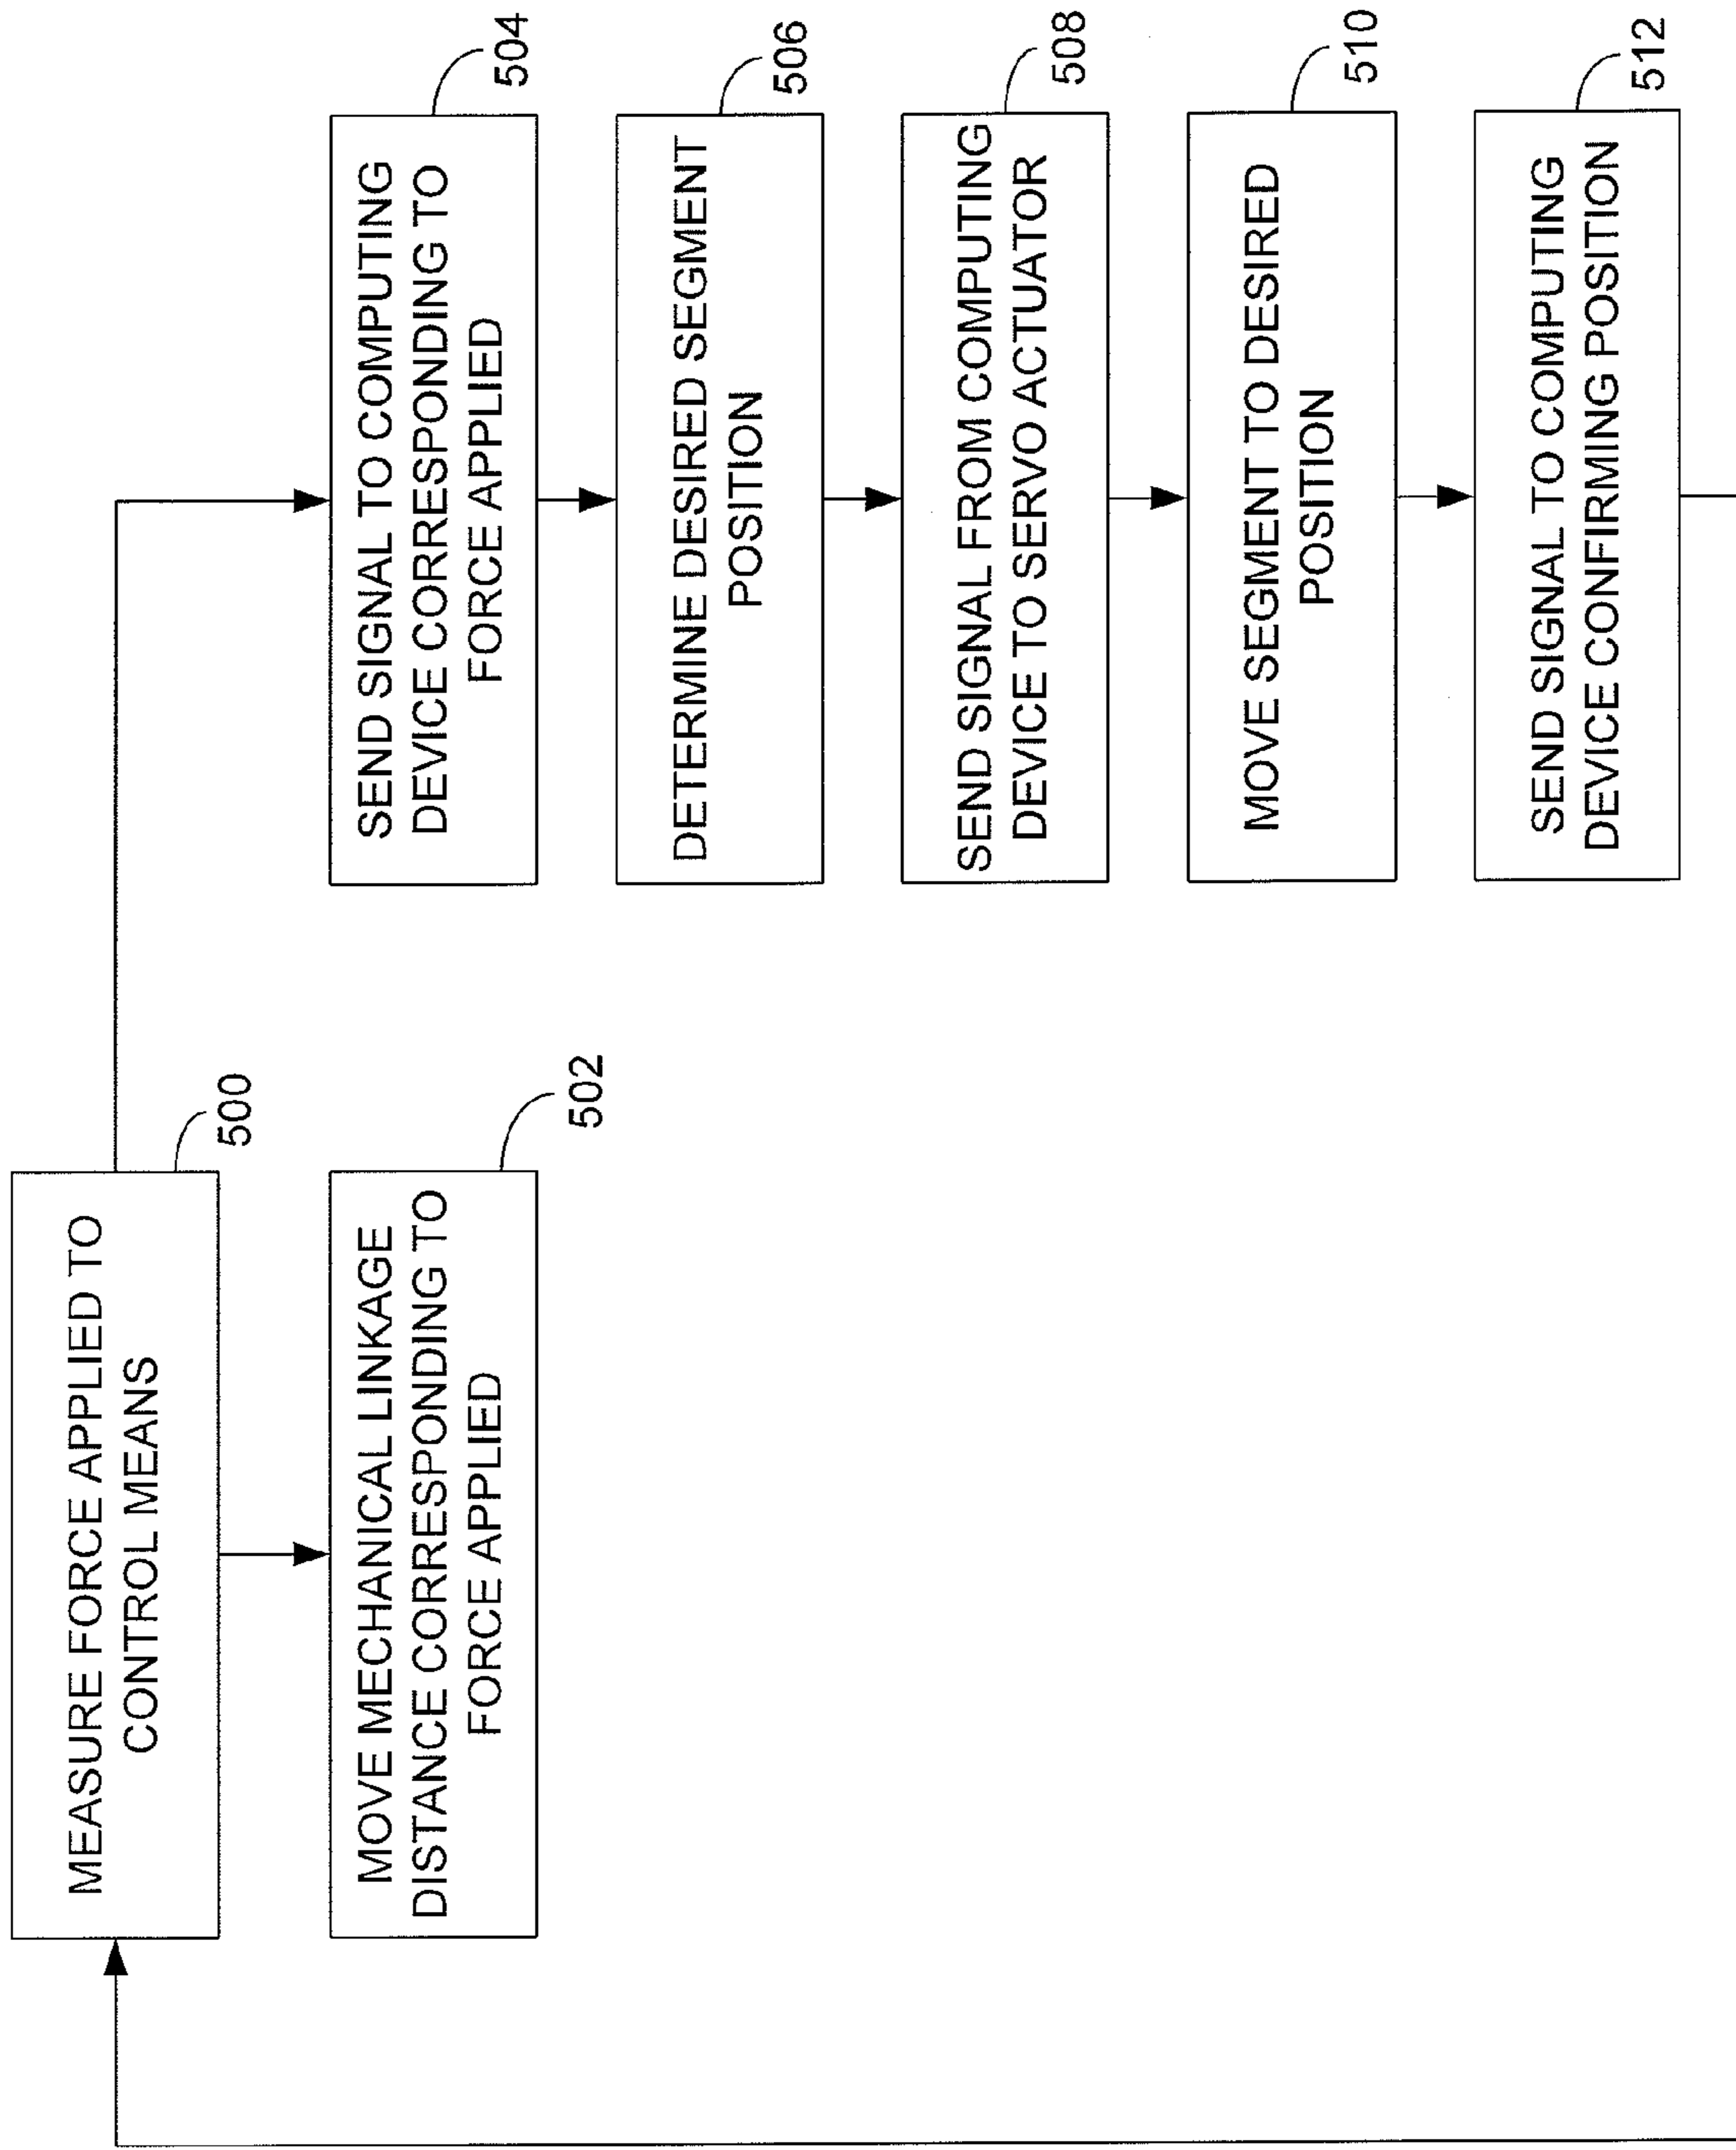 MEASURE FORCE APPLIED TO
CONTROL MEANS
500
MOVE MECHANICAL LINKAGE
DISTANCE CORRESPONDING TO
FORCE APPLIED
502
SEND SIGNAL TO COMPUTING
DEVICE CORRESPONDING TO
FORCE APPLIED
504
DETERMINE DESIRED SEGMENT
POSITION
506
SEND SIGNAL FROM COMPUTING
DEVICE TO SERVO ACTUATOR
508
MOVE SEGMENT TO DESIRED
POSITION
510
SEND SIGNAL TO COMPUTING
DEVICE CONFIRMING POSITION
512